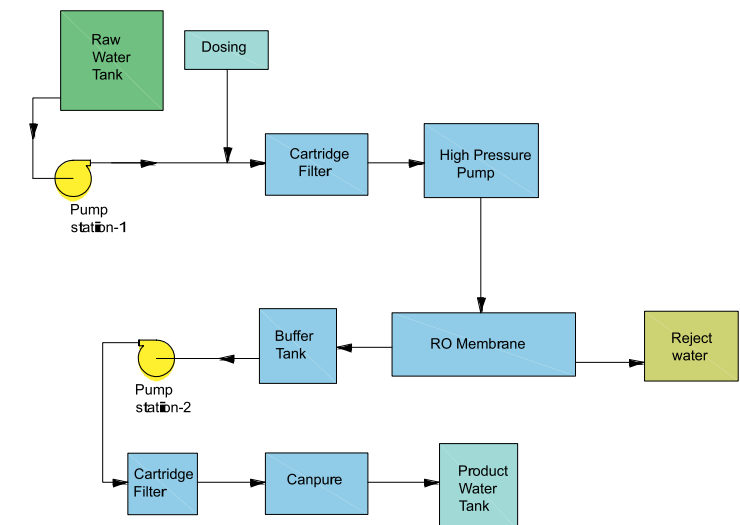 Raw
Water
Tank
Dosing
Cartridge
Filter
High Pressure
Pump
Pump
station-1
Buffer
Tank
RO Membrane
Reject
water
Pump
station-2
Cartridge
Filter
Canpure
Product
Water
Tank